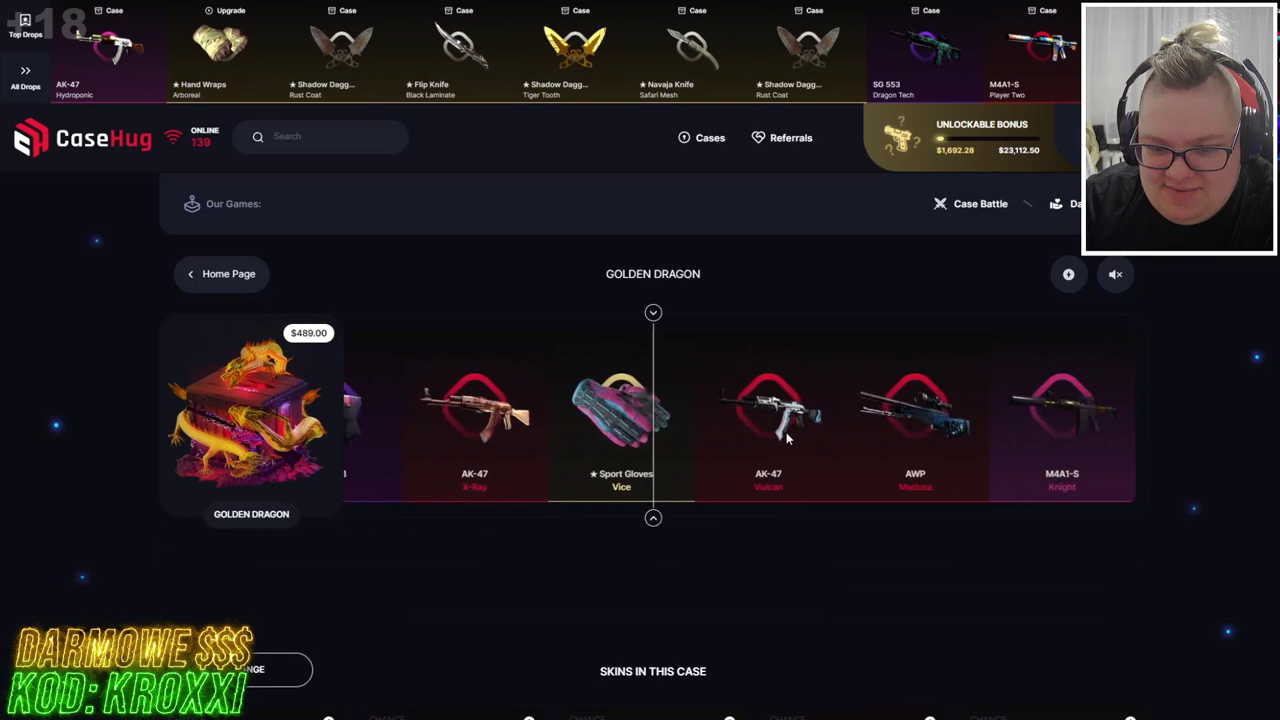 +18
Top Drops
All Drops
Case
AK-47
Hydroponic
Upgrade
★ Hand Wraps
Arboreal
Case
★ Shadow Dagg...
Rust Coat
Case
★ Flip Knife
Black Laminate
Case
★ Shadow Dagg...
Tiger Tooth
Case
★ Navaja Knife
Safari Mesh
Case
★ Shadow Dagg...
Rust Coat
Case
SG 553
Dragon Tech
Case
M4A1-S
Player Two
CaseHug
ONLINE
139
Search
Cases
Referrals
UNLOCKABLE BONUS
$1,692.28 $23,112.50
Our Games:
Case Battle
Da
Home Page
GOLDEN DRAGON
$489.00
GOLDEN DRAGON
AK-47
X-Ray
★ Sport Gloves
Vice
AK-47
Vulcan
AWP
Medusa
M4A1-S
Knight
DARMOWE $$$
KOD: KROXXI
NGE
SKINS IN THIS CASE